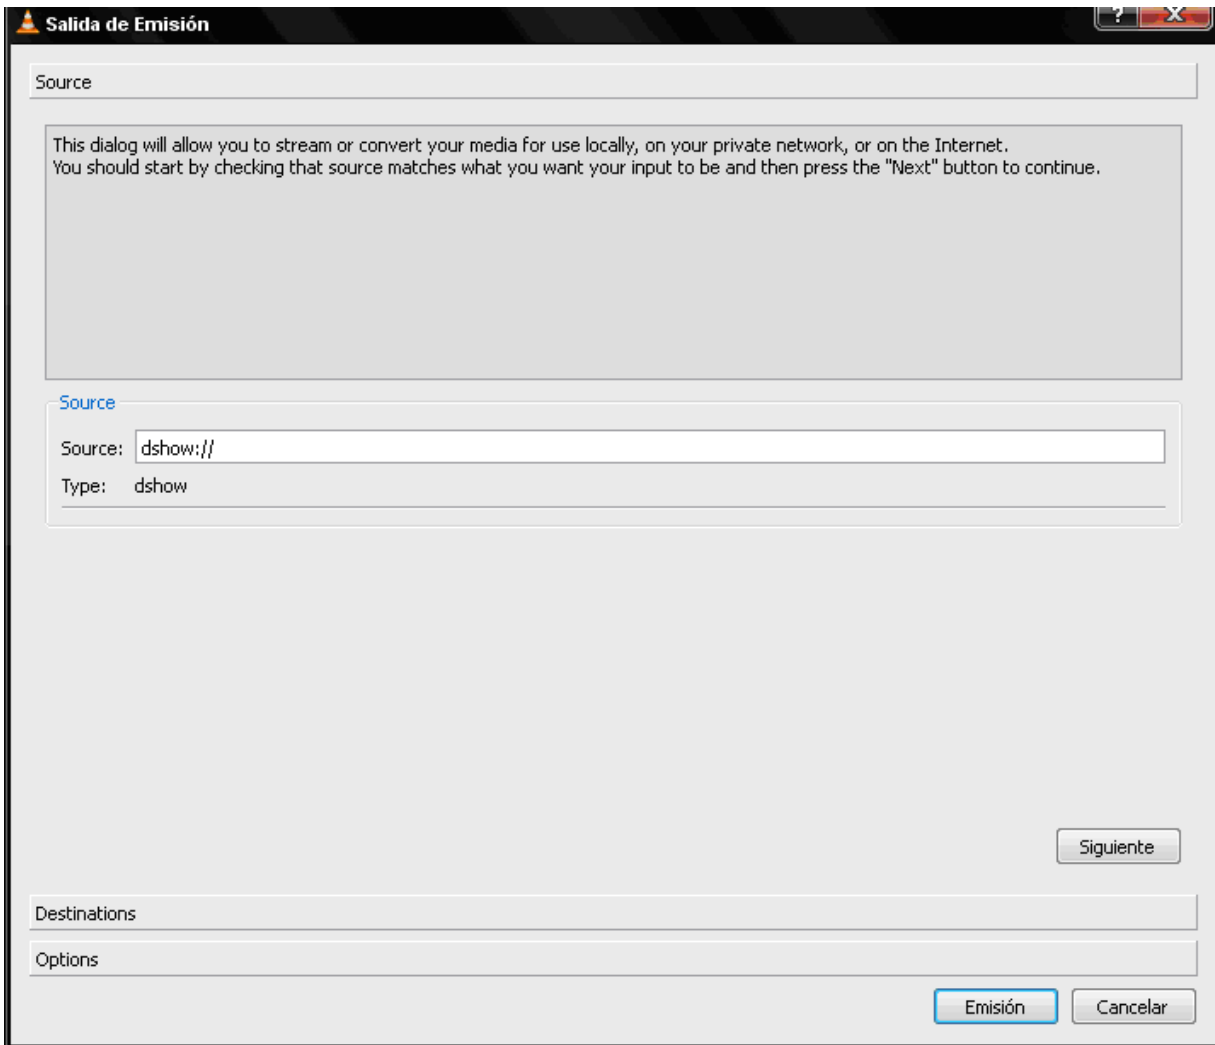 Salida de Emisión
? X
Source
This dialog will allow you to stream or convert your media for use locally, on your private network, or on the Internet.
You should start by checking that source matches what you want your input to be and then press the "Next" button to continue.
Source
Source: dshow://
Type: dshow
Siguiente
Destinations
Options
Emisión Cancelar